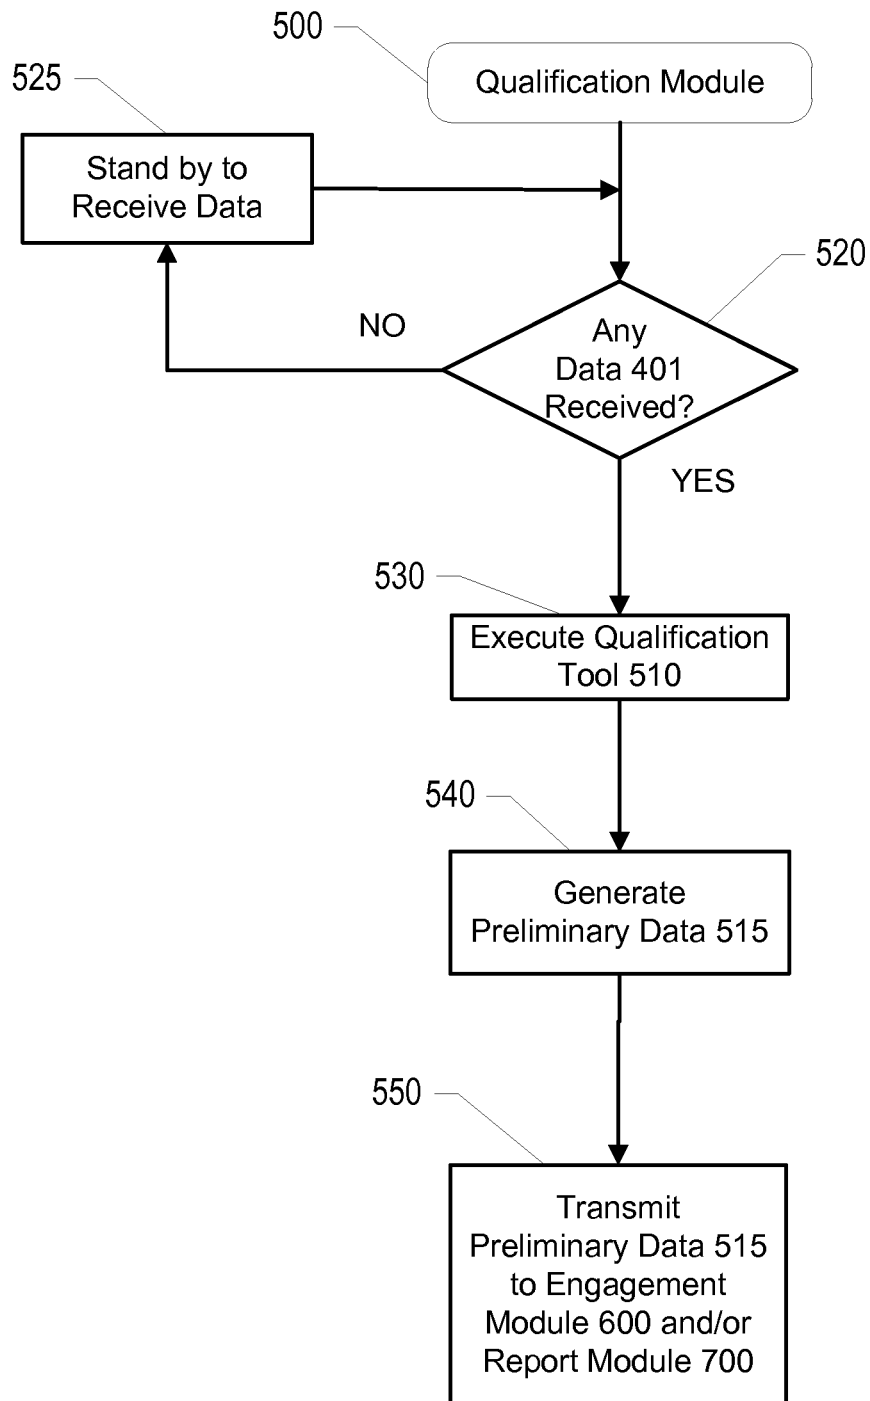 500
Qualification Module
525
Stand by to
Receive Data
520
NO
Any
Data 401
Received?
YES
530
Execute Qualification
Tool 510
540
Generate
Preliminary Data 515
550
Transmit
Preliminary Data 515
to Engagement
Module 600 and/or
Report Module 700